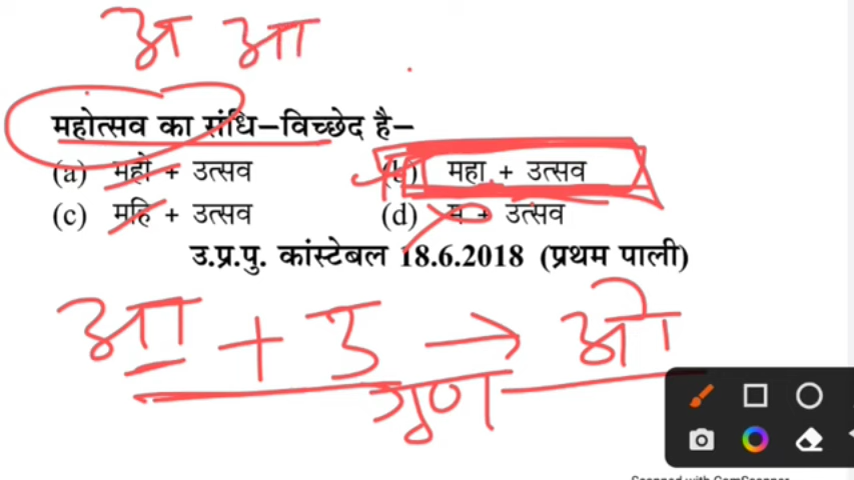 अ आ
महोत्सव का संधि–विच्छेद है–
(a) महो + उत्सव (b) महा + उत्सव
(c) महि + उत्सव (d) म + उत्सव
उ.प्र.पु. कांस्टेबल 18.6.2018 (प्रथम पाली)
आ + उ → ओ
गुण